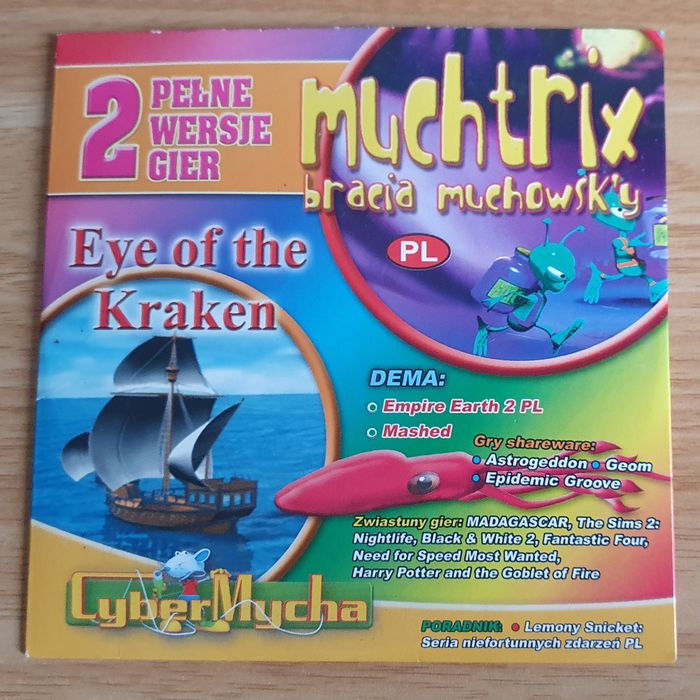 2 PEŁNE
WERSJE
GIER
muchtrix
bracia muchowsk'y
PL
Eye of the
Kraken
DEMA:
Empire Earth 2 PL
Mashed
Gry shareware:
• Astrogeddon • Geom
• Epidemic Groove
Zwiastuny gier: MADAGASCAR, The Sims 2:
Nightlife, Black & White 2, Fantastic Four,
Need for Speed Most Wanted,
Harry Potter and the Goblet of Fire
CyberMycha
PORADNIK: • Lemony Snicket:
Seria niefortunnych zdarzeń PL